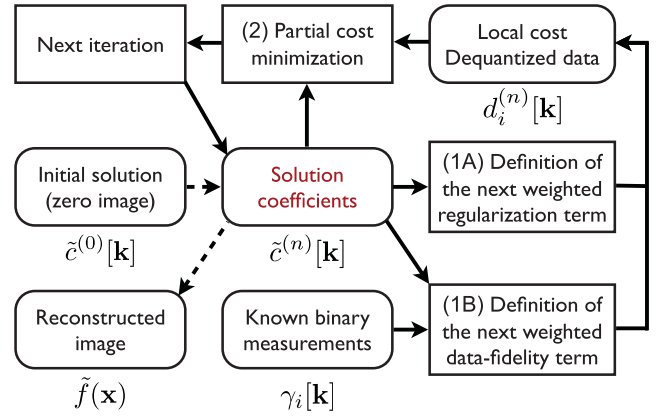 Next iteration
(2) Partial cost
minimization
Local cost
Dequantized data
d_i^{(n)}[k]
Initial solution
(zero image)
c̃^{(0)}[k]
Solution
coefficients
c̃^{(n)}[k]
(1A) Definition of
the next weighted
regularization term
Reconstructed
image
f̃(x)
Known binary
measurements
γ_i[k]
(1B) Definition of
the next weighted
data-fidelity term